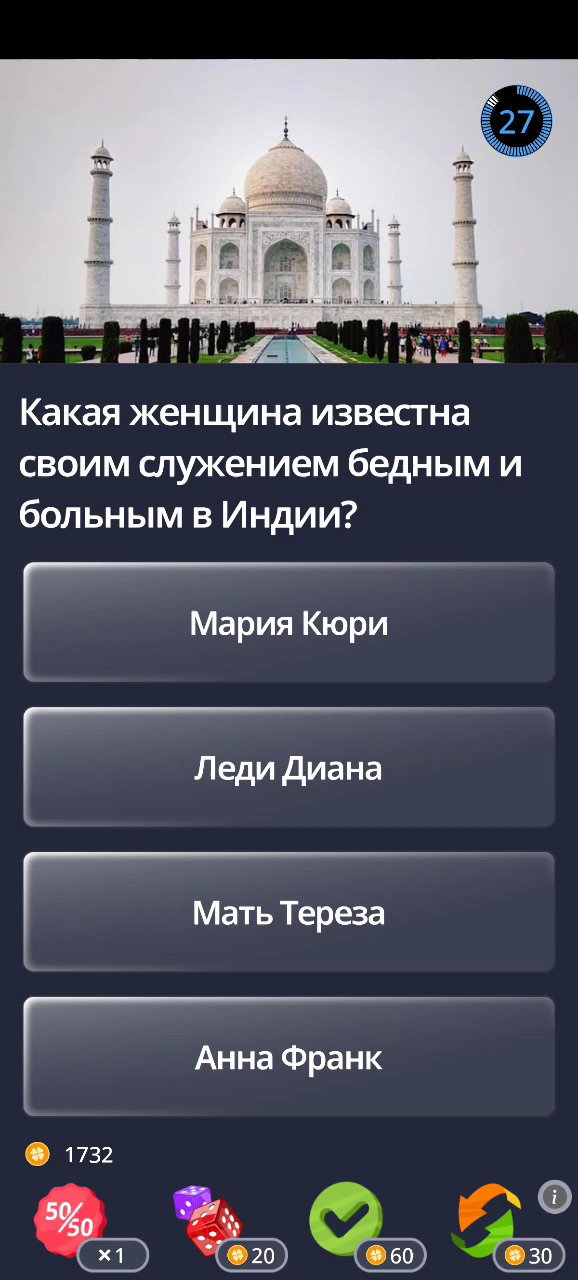 27
Какая женщина известна
своим служением бедным и
больным в Индии?
Мария Кюри
Леди Диана
Мать Тереза
Анна Франк
1732
50/50
×1
20
60
30
i